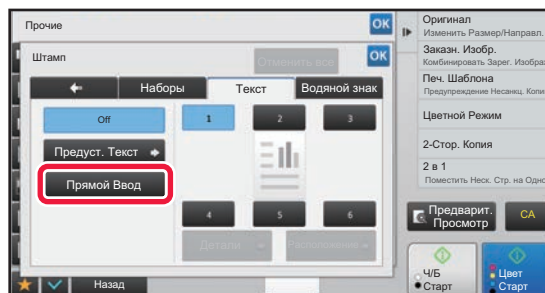 Прочие
OK
Штамп
Отменить все
OK
Наборы
Текст
Водяной знак
Off
Предуст. Текст
Прямой Ввод
1
2
3
4
5
6
Детали
Расположение
Назад
Оригинал
Изменить Размер/Направл.
Заказн. Изобр.
Комбинировать Зарег. Изобра
Печ. Шаблона
Предупреждение Несанкц. Копи
Цветной Режим
2-Стор. Копия
2 в 1
Поместить Неск. Стр. на Одно
Предварит.
Просмотр
CA
Ч/Б
Старт
Цвет
Старт